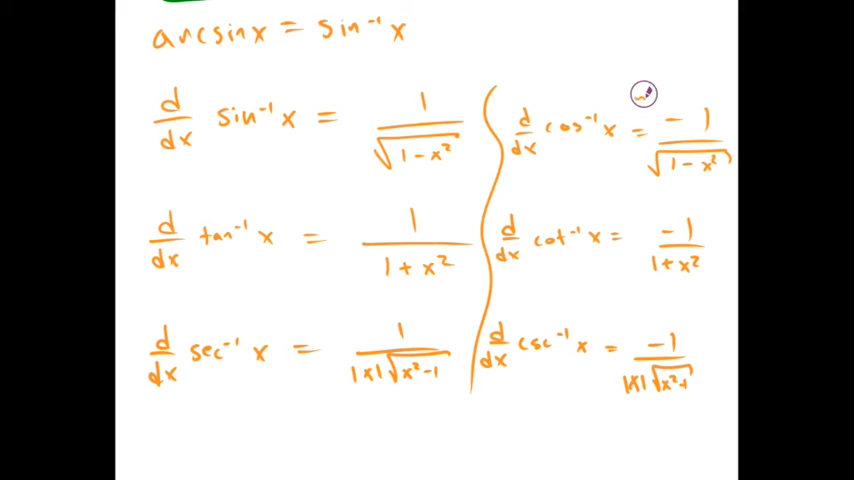 arcsinx = sin⁻¹ x
d/dx sin⁻¹ x = 1/√(1-x²)
d/dx cos⁻¹ x = -1/√(1-x²)
d/dx tan⁻¹ x = 1/(1+x²)
d/dx cot⁻¹ x = -1/(1+x²)
d/dx sec⁻¹ x = 1/(|x|√(x²-1))
d/dx csc⁻¹ x = -1/(|x|√(x²-1))